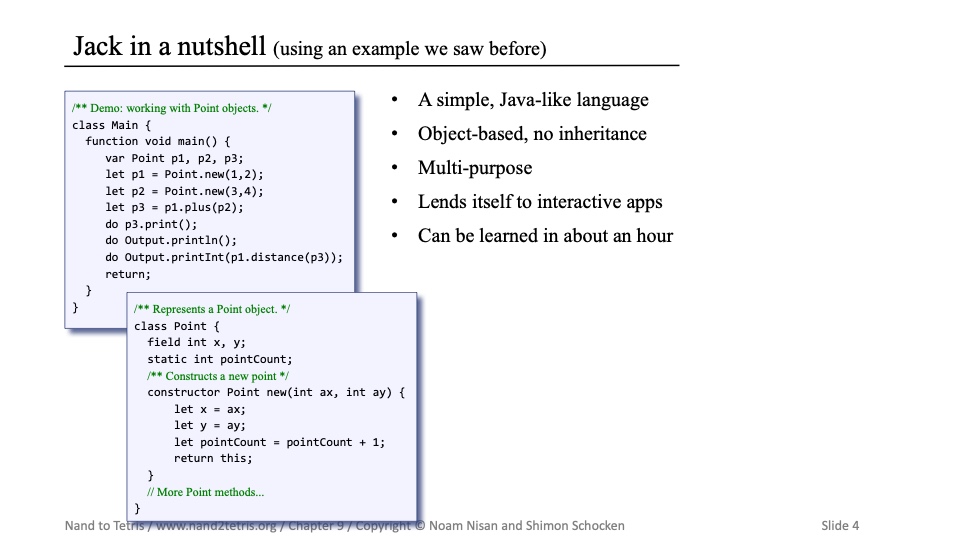 Jack in a nutshell (using an example we saw before)
/** Demo: working with Point objects. */
class Main {
function void main() {
var Point p1, p2, p3;
let p1 = Point.new(1,2);
let p2 = Point.new(3,4);
let p3 = p1.plus(p2);
do p3.print();
do Output.println();
do Output.printInt(p1.distance(p3));
return;
}
}
/** Represents a Point object. */
class Point {
field int x, y;
static int pointCount;
/** Constructs a new point */
constructor Point new(int ax, int ay) {
let x = ax;
let y = ay;
let pointCount = pointCount + 1;
return this;
}
// More Point methods...
}
• A simple, Java-like language
• Object-based, no inheritance
• Multi-purpose
• Lends itself to interactive apps
• Can be learned in about an hour
Nand to Tetris / www.nand2tetris.org / Chapter 9 / Copyright © Noam Nisan and Shimon Schocken
Slide 4